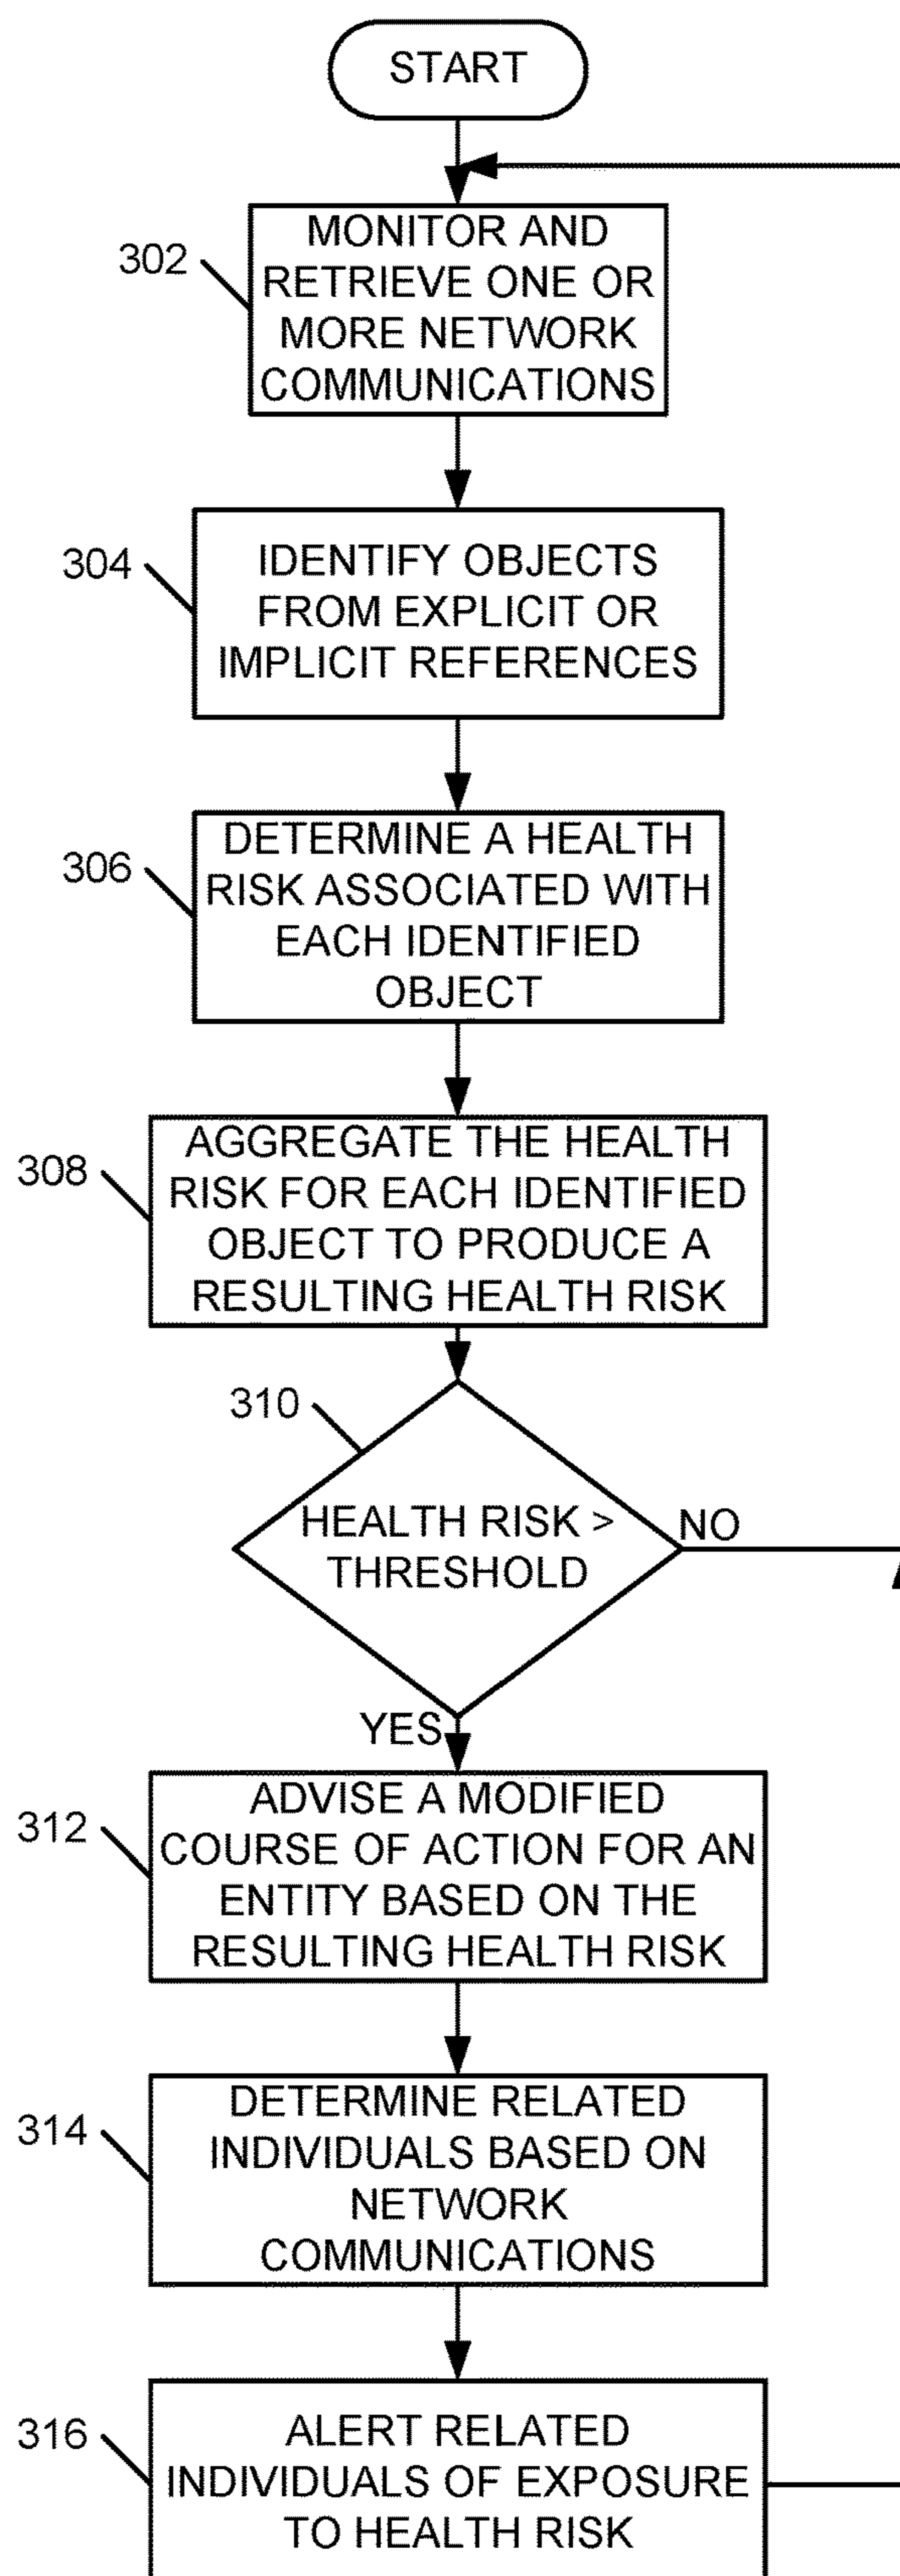 START
302
MONITOR AND
RETRIEVE ONE OR
MORE NETWORK
COMMUNICATIONS
304
IDENTIFY OBJECTS
FROM EXPLICIT OR
IMPLICIT REFERENCES
306
DETERMINE A HEALTH
RISK ASSOCIATED WITH
EACH IDENTIFIED
OBJECT
308
AGGREGATE THE HEALTH
RISK FOR EACH IDENTIFIED
OBJECT TO PRODUCE A
RESULTING HEALTH RISK
310
HEALTH RISK >
THRESHOLD
NO
YES
312
ADVISE A MODIFIED
COURSE OF ACTION FOR AN
ENTITY BASED ON THE
RESULTING HEALTH RISK
314
DETERMINE RELATED
INDIVIDUALS BASED ON
NETWORK
COMMUNICATIONS
316
ALERT RELATED
INDIVIDUALS OF EXPOSURE
TO HEALTH RISK